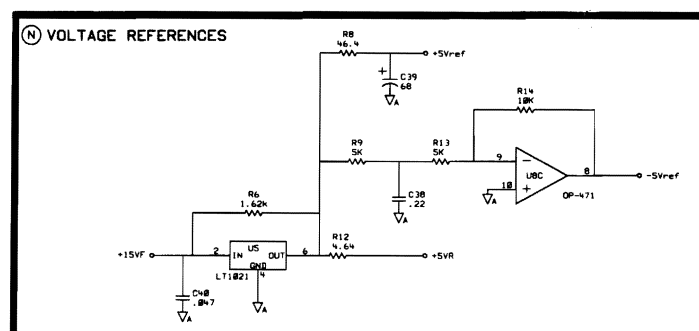 N VOLTAGE REFERENCES
R8
46.4
+5Vref
+
C39
68
A
R14
10K
R9
5K
R13
5K
9
−
U8C
8
-5Vref
10
+
OP-471
A
C38
.22
A
R6
1.62k
+15VF
2
IN
U5
OUT
GND
6
4
LT1021
R12
4.64
+5VR
C40
.047
A
A